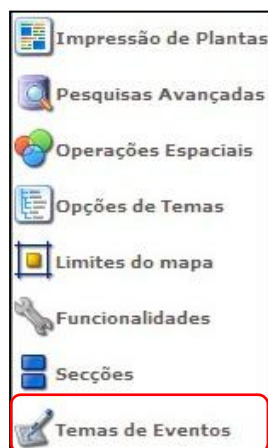 Impressão de Plantas
Pesquisas Avançadas
Operações Espaciais
Opções de Temas
Limites do mapa
Funcionalidades
Secções
Temas de Eventos